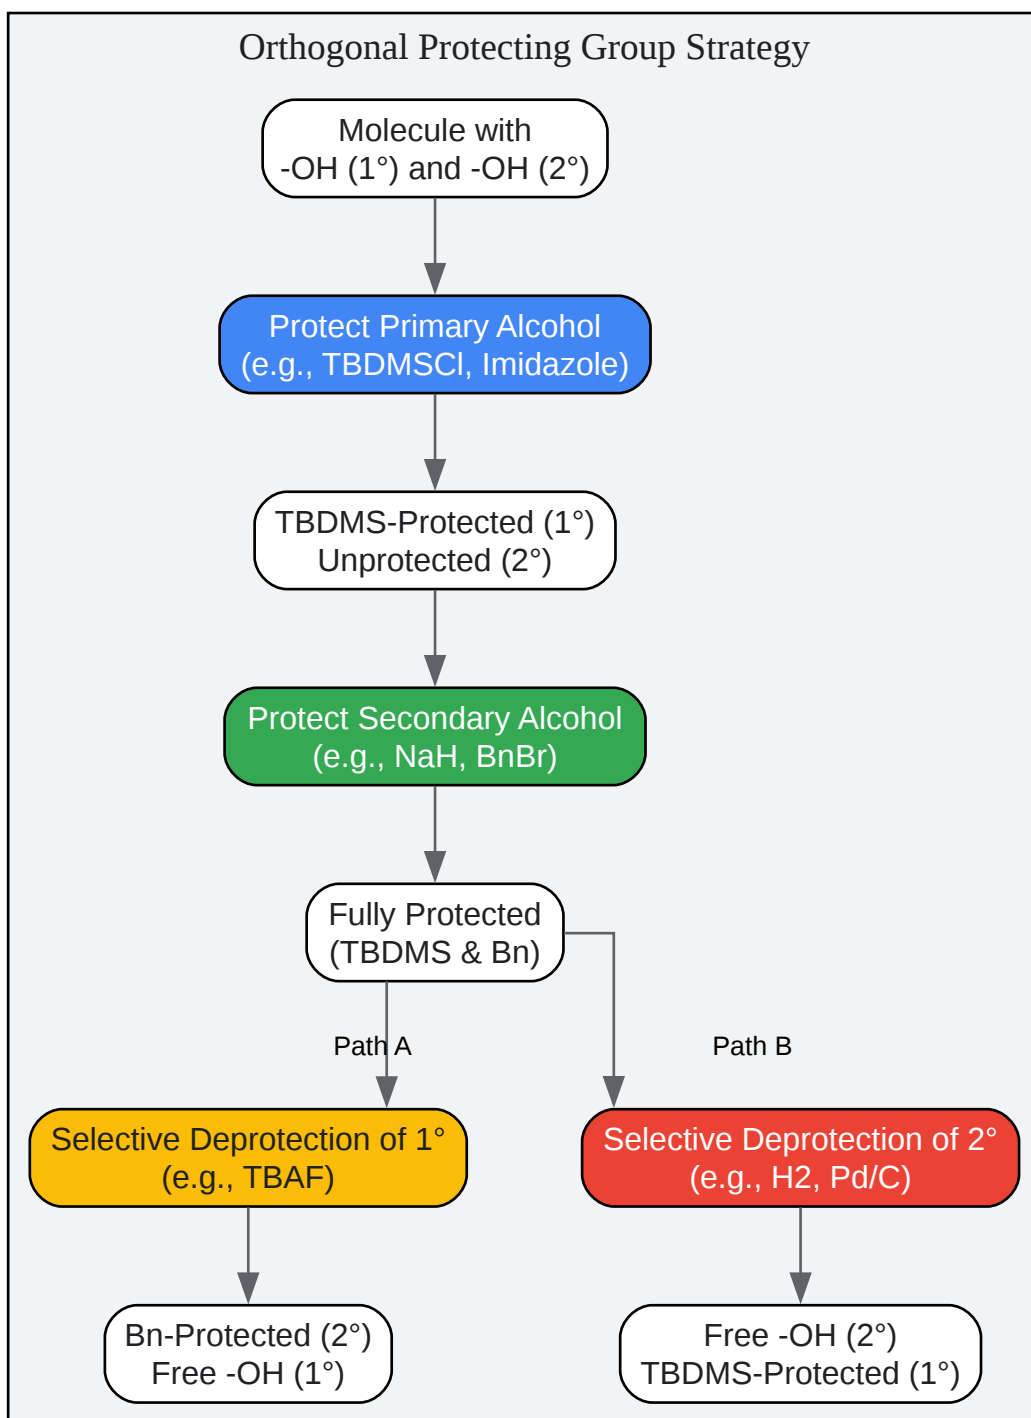 Orthogonal Protecting Group Strategy
Molecule with
-OH (1°) and -OH (2°)
Protect Primary Alcohol
(e.g., TBDMSCl, Imidazole)
TBDMS-Protected (1°)
Unprotected (2°)
Protect Secondary Alcohol
(e.g., NaH, BnBr)
Fully Protected
(TBDMS & Bn)
Path A
Path B
Selective Deprotection of 1°
(e.g., TBAF)
Selective Deprotection of 2°
(e.g., H2, Pd/C)
Bn-Protected (2°)
Free -OH (1°)
Free -OH (2°)
TBDMS-Protected (1°)